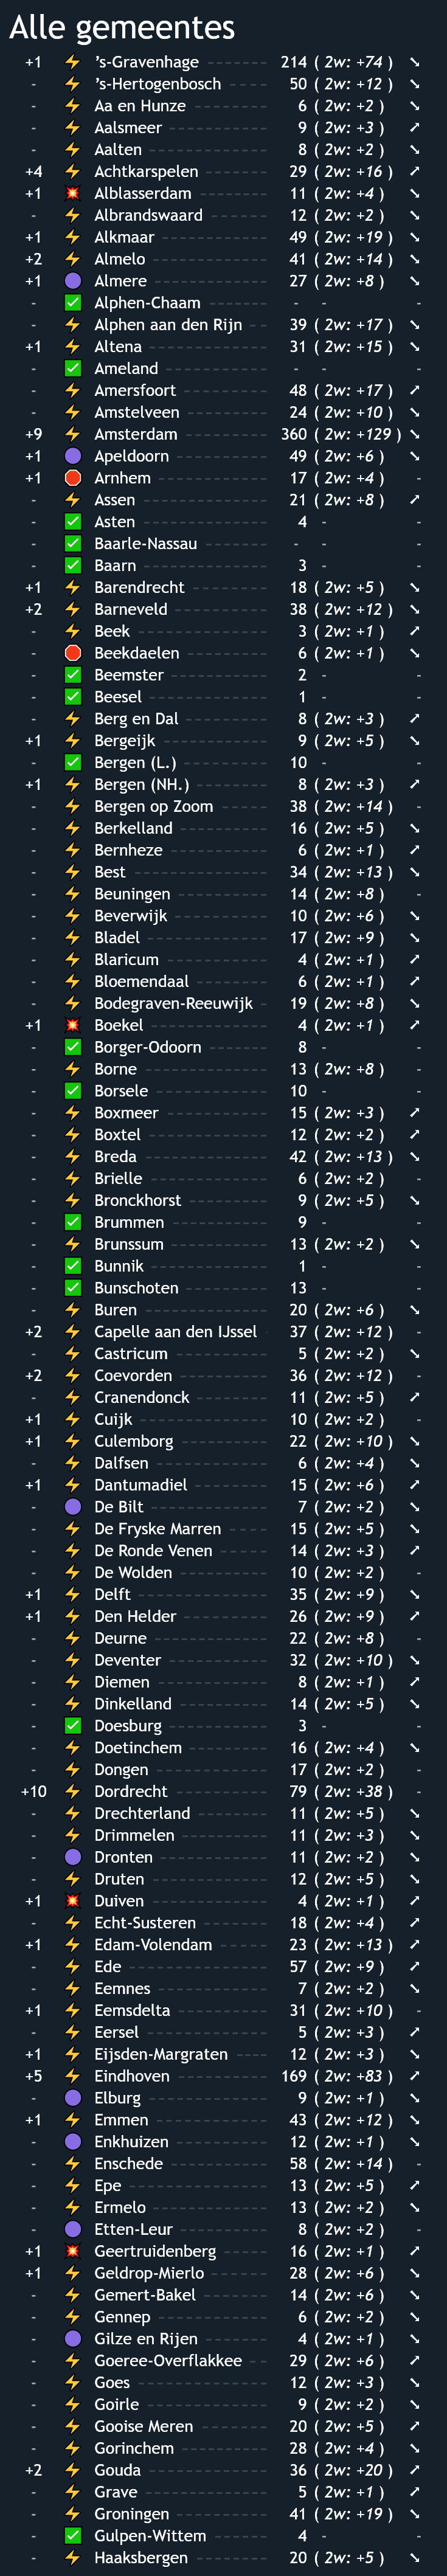 Alle gemeentes
+1 ⚡ ’s-Gravenhage 214 ( 2w: +74) ➘
- ⚡ ’s-Hertogenbosch 50 ( 2w: +12 ) ➘
- ⚡ Aa en Hunze 6 ( 2w: +2 ) ➘
- ⚡ Aalsmeer 9 ( 2w: +3 ) ➚
- ⚡ Aalten 8 ( 2w: +2 ) ➘
+4 ⚡ Achtkarspelen 29 ( 2w: +16 ) ➚
+1 💥 Alblasserdam 11 ( 2w: +4 ) ➘
- ⚡ Albrandswaard 12 ( 2w: +2 ) ➘
+1 ⚡ Alkmaar 49 ( 2w: +19 ) ➘
+2 ⚡ Almelo 41 ( 2w: +14 ) ➘
+1 🟣 Almere 27 ( 2w: +8 ) ➘
- ✅ Alphen-Chaam - - -
- ⚡ Alphen aan den Rijn 39 ( 2w: +17 ) ➘
+1 ⚡ Altena 31 ( 2w: +15 ) ➘
- ✅ Ameland - - -
- ⚡ Amersfoort 48 ( 2w: +17 ) ➚
- ⚡ Amstelveen 24 ( 2w: +10 ) ➘
+9 ⚡ Amsterdam 360 ( 2w: +129 ) ➘
+1 🟣 Apeldoorn 49 ( 2w: +6 ) ➘
+1 🛑 Arnhem 17 ( 2w: +4 ) -
- ⚡ Assen 21 ( 2w: +8 ) ➚
- ✅ Asten 4 - -
- ✅ Baarle-Nassau - - -
- ✅ Baarn 3 - -
+1 ⚡ Barendrecht 18 ( 2w: +5 ) ➘
+2 ⚡ Barneveld 38 ( 2w: +12 ) ➘
- ⚡ Beek 3 ( 2w: +1 ) ➚
- 🛑 Beekdaelen 6 ( 2w: +1 ) ➘
- ✅ Beemster 2 - -
- ✅ Beesel 1 - -
- ⚡ Berg en Dal 8 ( 2w: +3 ) ➚
+1 ⚡ Bergeijk 9 ( 2w: +5 ) ➘
- ✅ Bergen (L.) 10 - -
+1 ⚡ Bergen (NH.) 8 ( 2w: +3 ) ➚
- ⚡ Bergen op Zoom 38 ( 2w: +14 ) -
- ⚡ Berkelland 16 ( 2w: +5 ) ➘
- ⚡ Bernheze 6 ( 2w: +1 ) ➚
- ⚡ Best 34 ( 2w: +13 ) ➘
- ⚡ Beuningen 14 ( 2w: +8 ) -
- ⚡ Beverwijk 10 ( 2w: +6 ) ➘
- ⚡ Bladel 17 ( 2w: +9 ) ➘
- ⚡ Blaricum 4 ( 2w: +1 ) ➚
- ⚡ Bloemendaal 6 ( 2w: +1 ) ➚
- ⚡ Bodegraven-Reeuwijk 19 ( 2w: +8 ) ➘
+1 💥 Boekel 4 ( 2w: +1 ) ➚
- ✅ Borger-Odoorn 8 - -
- ⚡ Borne 13 ( 2w: +8 ) -
- ✅ Borsele 10 - -
- ⚡ Boxmeer 15 ( 2w: +3 ) ➚
- ⚡ Boxtel 12 ( 2w: +2 ) ➚
- ⚡ Breda 42 ( 2w: +13 ) ➘
- ⚡ Brielle 6 ( 2w: +2 ) -
- ⚡ Bronckhorst 9 ( 2w: +5 ) ➘
- ✅ Brummen 9 - -
- ⚡ Brunssum 13 ( 2w: +2 ) ➘
- ✅ Bunnik 1 - -
- ✅ Bunschoten 13 - -
- ⚡ Buren 20 ( 2w: +6 ) ➘
+2 ⚡ Capelle aan den IJssel 37 ( 2w: +12 ) -
- ⚡ Castricum 5 ( 2w: +2 ) ➘
+2 ⚡ Coevorden 36 ( 2w: +12 ) -
- ⚡ Cranendonck 11 ( 2w: +5 ) ➚
+1 ⚡ Cuijk 10 ( 2w: +2 ) -
+1 ⚡ Culemborg 22 ( 2w: +10 ) ➘
- ⚡ Dalfsen 6 ( 2w: +4 ) ➘
+1 ⚡ Dantumadiel 15 ( 2w: +6 ) ➚
- 🟣 De Bilt 7 ( 2w: +2 ) ➘
- ⚡ De Fryske Marren 15 ( 2w: +5 ) ➘
- ⚡ De Ronde Venen 14 ( 2w: +3 ) ➚
- ⚡ De Wolden 10 ( 2w: +2 ) -
+1 ⚡ Delft 35 ( 2w: +9 ) ➘
+1 ⚡ Den Helder 26 ( 2w: +9 ) ➚
- ⚡ Deurne 22 ( 2w: +8 ) -
- ⚡ Deventer 32 ( 2w: +10 ) ➘
- ⚡ Diemen 8 ( 2w: +1 ) ➚
- ⚡ Dinkelland 14 ( 2w: +5 ) ➘
- ✅ Doesburg 3 - -
- ⚡ Doetinchem 16 ( 2w: +4 ) ➘
- ⚡ Dongen 17 ( 2w: +2 ) -
+10 ⚡ Dordrecht 79 ( 2w: +38 ) -
- ⚡ Drechterland 11 ( 2w: +5 ) ➘
- ⚡ Drimmelen 11 ( 2w: +3 ) ➘
- 🟣 Dronten 11 ( 2w: +2 ) ➘
- ⚡ Druten 12 ( 2w: +5 ) ➘
+1 💥 Duiven 4 ( 2w: +1 ) ➚
- ⚡ Echt-Susteren 18 ( 2w: +4 ) ➚
+1 ⚡ Edam-Volendam 23 ( 2w: +13 ) ➚
- ⚡ Ede 57 ( 2w: +9 ) ➚
- ⚡ Eemnes 7 ( 2w: +2 ) ➘
+1 ⚡ Eemsdelta 31 ( 2w: +10 ) -
- ⚡ Eersel 5 ( 2w: +3 ) ➚
+1 ⚡ Eijsden-Margraten 12 ( 2w: +3 ) ➘
+5 ⚡ Eindhoven 169 ( 2w: +83 ) ➚
- 🟣 Elburg 9 ( 2w: +1 ) ➘
+1 ⚡ Emmen 43 ( 2w: +12 ) ➘
- 🟣 Enkhuizen 12 ( 2w: +1 ) ➘
- ⚡ Enschede 58 ( 2w: +14 ) -
- ⚡ Epe 13 ( 2w: +5 ) ➚
- ⚡ Ermelo 13 ( 2w: +2 ) ➘
- 🟣 Etten-Leur 8 ( 2w: +2 ) -
+1 💥 Geertruidenberg 16 ( 2w: +1 ) ➚
+1 ⚡ Geldrop-Mierlo 28 ( 2w: +6 ) ➘
- ⚡ Gemert-Bakel 14 ( 2w: +6 ) ➘
- ⚡ Gennep 6 ( 2w: +2 ) ➘
- 🟣 Gilze en Rijen 4 ( 2w: +1 ) ➘
- ⚡ Goeree-Overflakkee 29 ( 2w: +6 ) ➚
- ⚡ Goes 12 ( 2w: +3 ) ➘
- ⚡ Goirle 9 ( 2w: +2 ) ➘
- ⚡ Gooise Meren 20 ( 2w: +5 ) ➚
- ⚡ Gorinchem 28 ( 2w: +4 ) ➘
+2 ⚡ Gouda 36 ( 2w: +20 ) ➚
- ⚡ Grave 5 ( 2w: +1 ) ➚
- ⚡ Groningen 41 ( 2w: +19 ) ➘
- ✅ Gulpen-Wittem 4 - -
- ⚡ Haaksbergen 20 ( 2w: +5 ) ➘